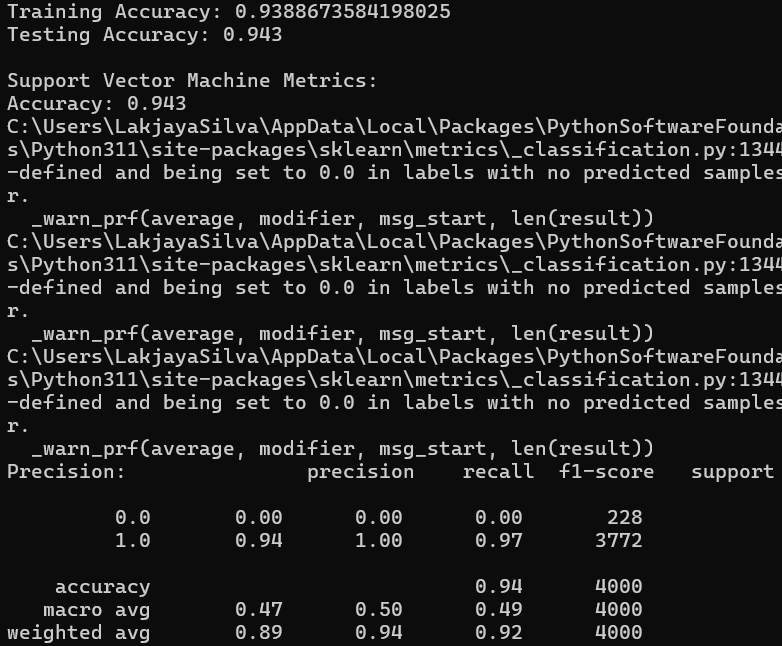 Training Accuracy: 0.9388673584198025
Testing Accuracy: 0.943

Support Vector Machine Metrics:
Accuracy: 0.943
C:\Users\LakjayaSilva\AppData\Local\Packages\PythonSoftwareFounda
s\Python311\site-packages\sklearn\metrics\_classification.py:1344
-defined and being set to 0.0 in labels with no predicted samples
r.
  _warn_prf(average, modifier, msg_start, len(result))
C:\Users\LakjayaSilva\AppData\Local\Packages\PythonSoftwareFounda
s\Python311\site-packages\sklearn\metrics\_classification.py:1344
-defined and being set to 0.0 in labels with no predicted samples
r.
  _warn_prf(average, modifier, msg_start, len(result))
C:\Users\LakjayaSilva\AppData\Local\Packages\PythonSoftwareFounda
s\Python311\site-packages\sklearn\metrics\_classification.py:1344
-defined and being set to 0.0 in labels with no predicted samples
r.
  _warn_prf(average, modifier, msg_start, len(result))
Precision:               precision    recall  f1-score   support

         0.0       0.00      0.00      0.00       228
         1.0       0.94      1.00      0.97      3772

    accuracy                           0.94      4000
   macro avg       0.47      0.50      0.49      4000
weighted avg       0.89      0.94      0.92      4000